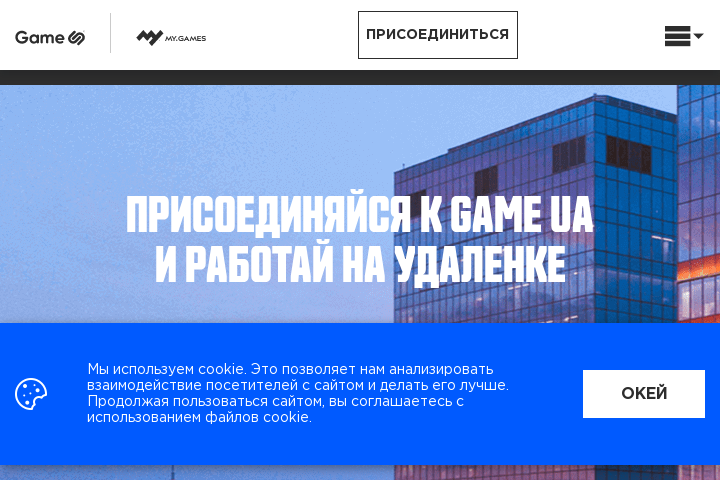 Game
MY.GAMES
ПРИСОЕДИНИТЬСЯ
ПРИСОЕДИНЯЙСЯ К GAME UA
И РАБОТАЙ НА УДАЛЕНКЕ
Мы используем cookie. Это позволяет нам анализировать
взаимодействие посетителей с сайтом и делать его лучше.
Продолжая пользоваться сайтом, вы соглашаетесь с
использованием файлов cookie.
ОКЕЙ